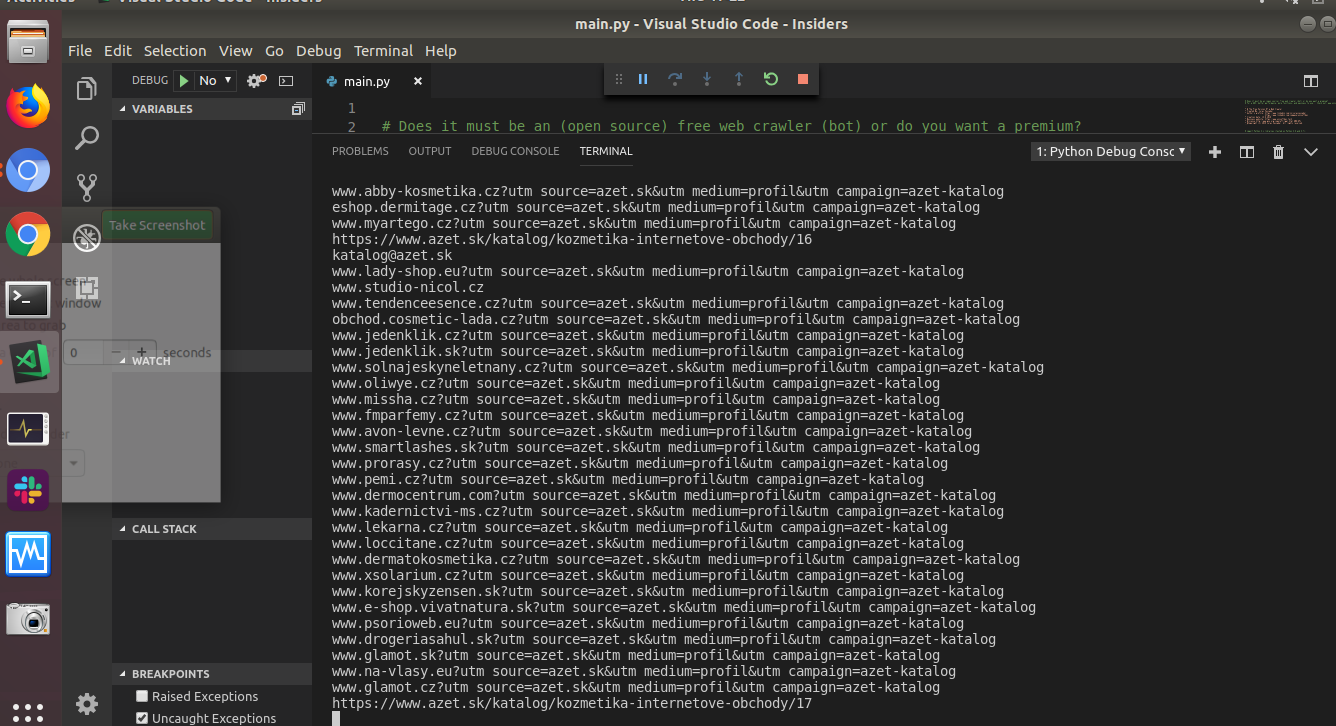 main.py - Visual Studio Code - Insiders
File Edit Selection View Go Debug Terminal Help
DEBUG No
main.py
VARIABLES
1
2 # Does it must be an (open source) free web crawler (bot) or do you want a premium?
PROBLEMS OUTPUT DEBUG CONSOLE TERMINAL
1: Python Debug Consc
Take Screenshot
window
area to grab
0 − + seconds
WATCH
CALL STACK
BREAKPOINTS
Raised Exceptions
Uncaught Exceptions
www.abby-kosmetika.cz?utm source=azet.sk&utm medium=profil&utm campaign=azet-katalog
eshop.dermitage.cz?utm source=azet.sk&utm medium=profil&utm campaign=azet-katalog
www.myartego.cz?utm source=azet.sk&utm medium=profil&utm campaign=azet-katalog
https://www.azet.sk/katalog/kozmetika-internetove-obchody/16
katalog@azet.sk
www.lady-shop.eu?utm source=azet.sk&utm medium=profil&utm campaign=azet-katalog
www.studio-nicol.cz
www.tendenceesence.cz?utm source=azet.sk&utm medium=profil&utm campaign=azet-katalog
obchod.cosmetic-lada.cz?utm source=azet.sk&utm medium=profil&utm campaign=azet-katalog
www.jedenklik.cz?utm source=azet.sk&utm medium=profil&utm campaign=azet-katalog
www.jedenklik.sk?utm source=azet.sk&utm medium=profil&utm campaign=azet-katalog
www.solnajeskyneletnany.cz?utm source=azet.sk&utm medium=profil&utm campaign=azet-katalog
www.oliwye.cz?utm source=azet.sk&utm medium=profil&utm campaign=azet-katalog
www.missha.cz?utm source=azet.sk&utm medium=profil&utm campaign=azet-katalog
www.fmparfemy.cz?utm source=azet.sk&utm medium=profil&utm campaign=azet-katalog
www.avon-levne.cz?utm source=azet.sk&utm medium=profil&utm campaign=azet-katalog
www.smartlashes.sk?utm source=azet.sk&utm medium=profil&utm campaign=azet-katalog
www.prorasy.cz?utm source=azet.sk&utm medium=profil&utm campaign=azet-katalog
www.pemi.cz?utm source=azet.sk&utm medium=profil&utm campaign=azet-katalog
www.dermocentrum.com?utm source=azet.sk&utm medium=profil&utm campaign=azet-katalog
www.kadernictvi-ms.cz?utm source=azet.sk&utm medium=profil&utm campaign=azet-katalog
www.lekarna.cz?utm source=azet.sk&utm medium=profil&utm campaign=azet-katalog
www.loccitane.cz?utm source=azet.sk&utm medium=profil&utm campaign=azet-katalog
www.dermatokosmetika.cz?utm source=azet.sk&utm medium=profil&utm campaign=azet-katalog
www.xsolarium.cz?utm source=azet.sk&utm medium=profil&utm campaign=azet-katalog
www.korejskyzensen.sk?utm source=azet.sk&utm medium=profil&utm campaign=azet-katalog
www.e-shop.vivatnatura.sk?utm source=azet.sk&utm medium=profil&utm campaign=azet-katalog
www.psorioweb.eu?utm source=azet.sk&utm medium=profil&utm campaign=azet-katalog
www.drogeriasahul.sk?utm source=azet.sk&utm medium=profil&utm campaign=azet-katalog
www.glamot.sk?utm source=azet.sk&utm medium=profil&utm campaign=azet-katalog
www.na-vlasy.eu?utm source=azet.sk&utm medium=profil&utm campaign=azet-katalog
www.glamot.cz?utm source=azet.sk&utm medium=profil&utm campaign=azet-katalog
https://www.azet.sk/katalog/kozmetika-internetove-obchody/17